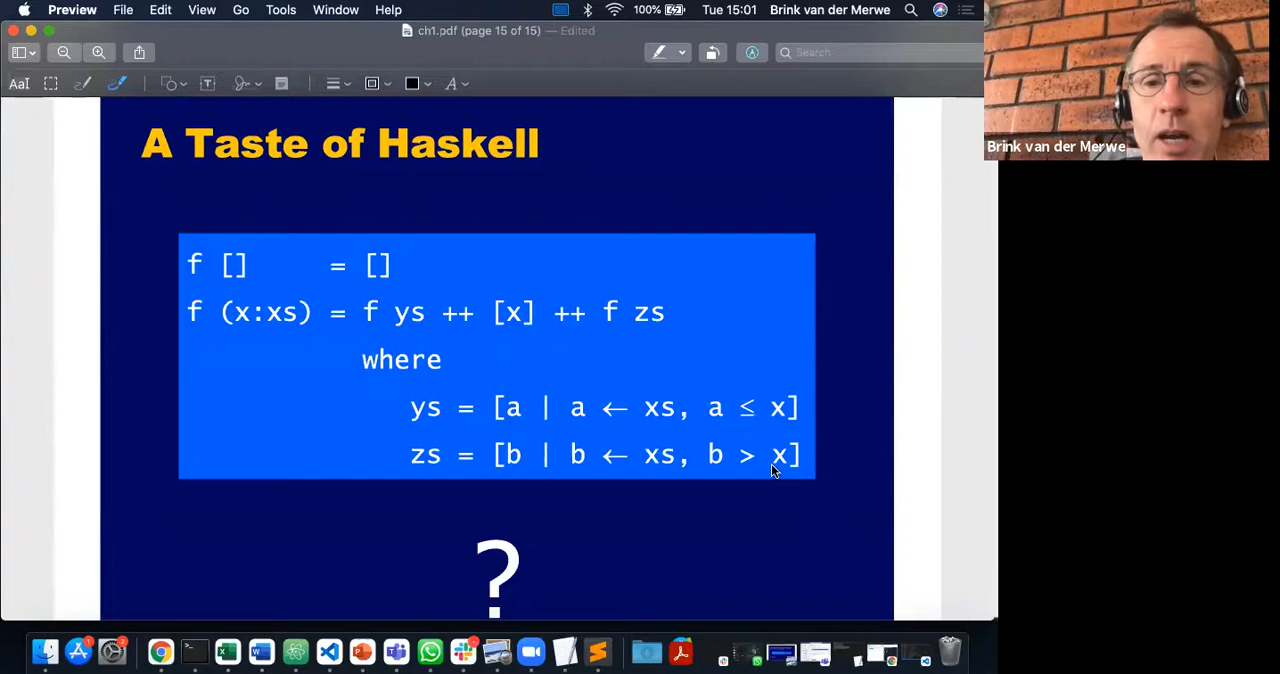 Preview File Edit View Go Tools Window Help 100% Tue 15:01 Brink van der Merwe
ch1.pdf (page 15 of 15) — Edited
Search
AaI T A
A Taste of Haskell
f [] = []
f (x:xs) = f ys ++ [x] ++ f zs
where
ys = [a | a ← xs, a ≤ x]
zs = [b | b ← xs, b > x]
?
Brink van der Merwe